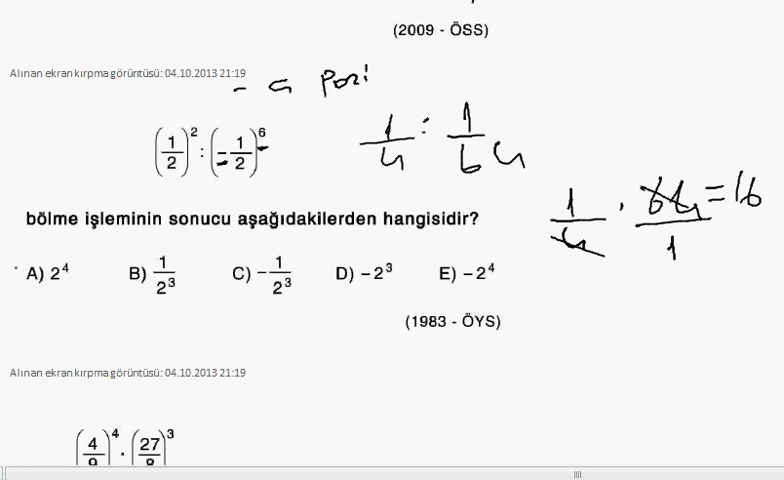 (2009 - ÖSS)
Alınan ekran kırpma görüntüsü: 04.10.2013 21:19
(1/2)² : (-1/2)⁶
1/4 : 1/64
1/4 . 64/1 = 16
bölme işleminin sonucu aşağıdakilerden hangisidir?
A) 2⁴ B) 1/2³ C) -1/2³ D) -2³ E) -2⁴
(1983 - ÖYS)
Alınan ekran kırpma görüntüsü: 04.10.2013 21:19
(4/9)⁴ . (27/8)³